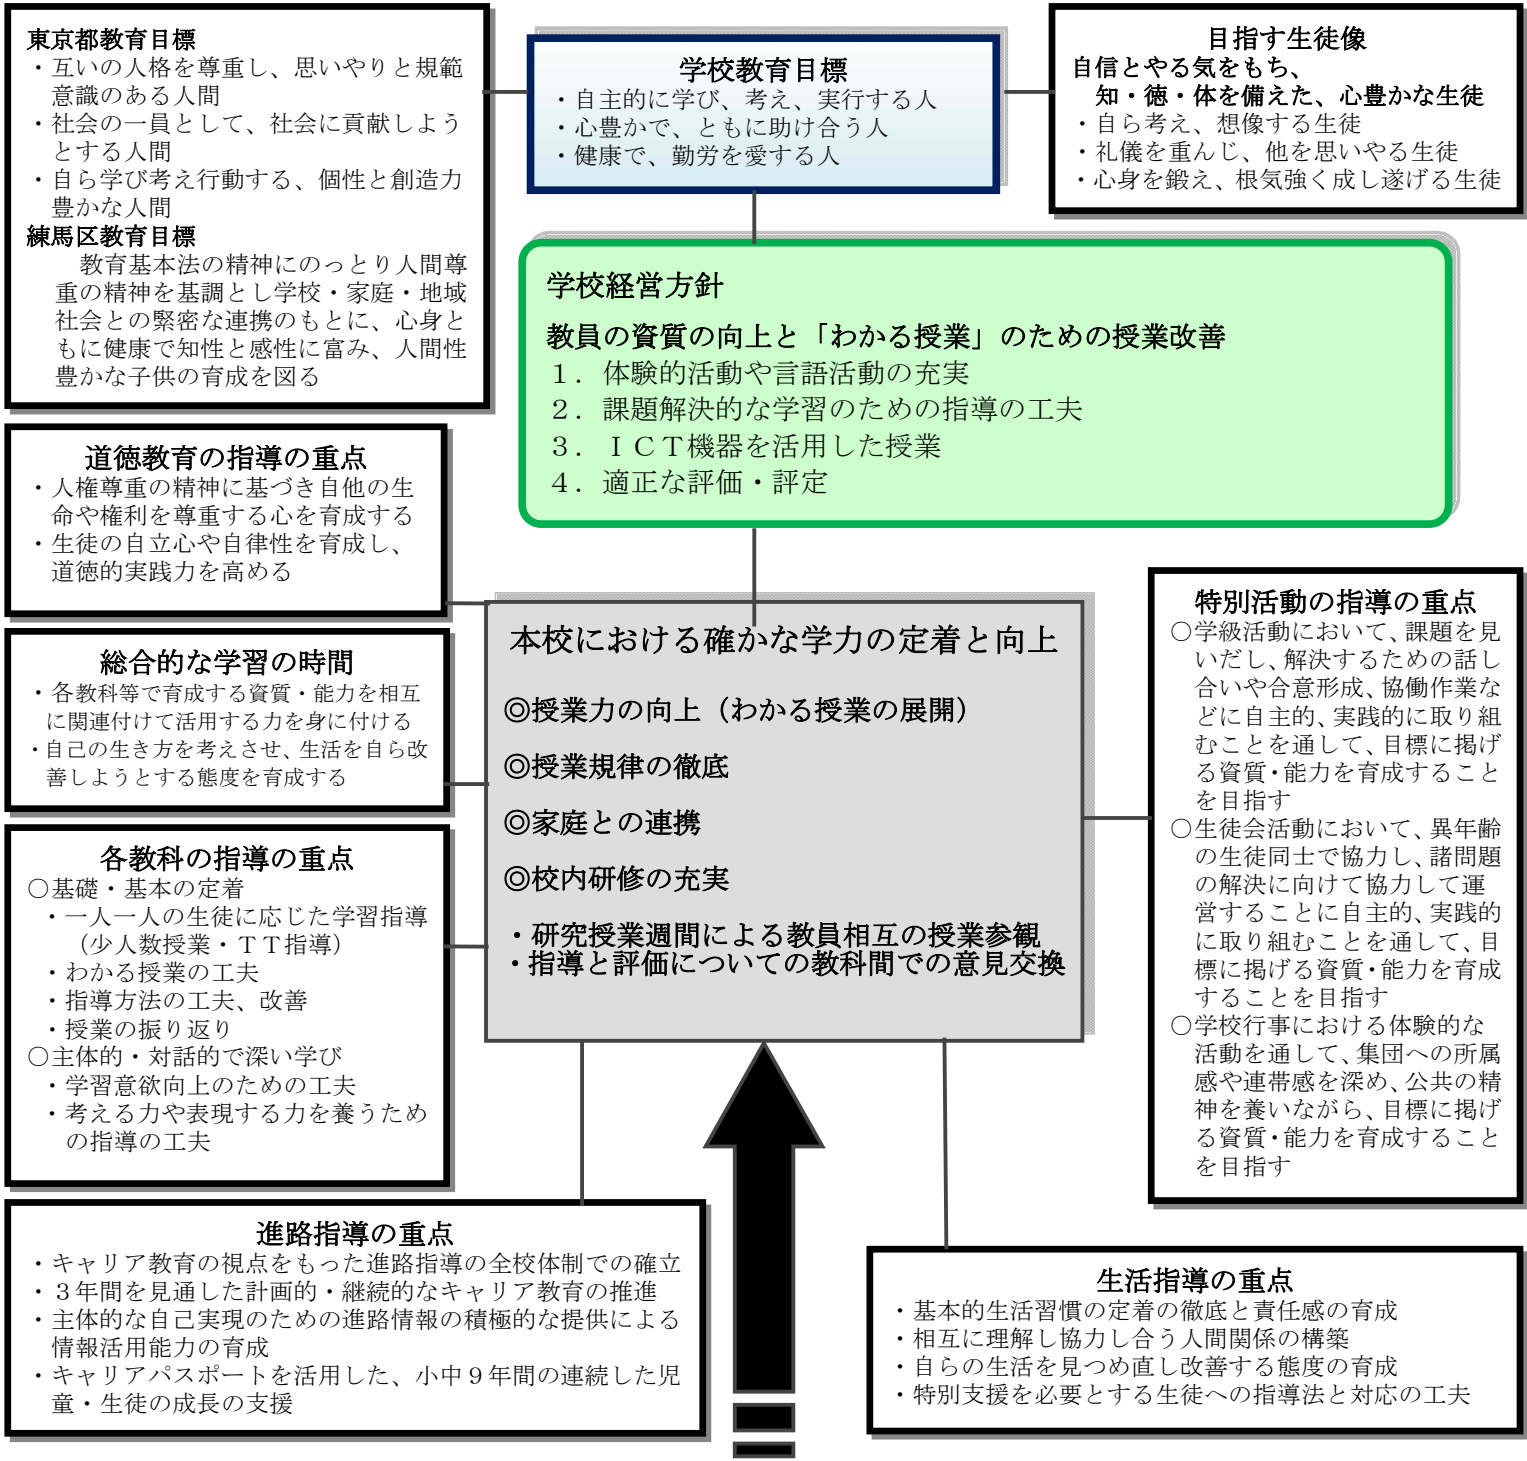 東京都教育目標
・互いの人格を尊重し、思いやりと規範
意識のある人間
・社会の一員として、社会に貢献しよう
とする人間
・自ら学び考え行動する、個性と創造力
豊かな人間
練馬区教育目標
教育基本法の精神にのっとり人間尊
重の精神を基調とし学校・家庭・地域
社会との緊密な連携のもとに、心身と
もに健康で知性と感性に富み、人間性
豊かな子供の育成を図る
学校教育目標
・自主的に学び、考え、実行する人
・心豊かで、ともに助け合う人
・健康で、勤労を愛する人
目指す生徒像
自信とやる気をもち、
知・徳・体を備えた、心豊かな生徒
・自ら考え、想像する生徒
・礼儀を重んじ、他を思いやる生徒
・心身を鍛え、根気強く成し遂げる生徒
学校経営方針
教員の資質の向上と「わかる授業」のための授業改善
１．体験的活動や言語活動の充実
２．課題解決的な学習のための指導の工夫
３．ＩＣＴ機器を活用した授業
４．適正な評価・評定
道徳教育の指導の重点
・人権尊重の精神に基づき自他の生
命や権利を尊重する心を育成する
・生徒の自立心や自律性を育成し、
道徳的実践力を高める
総合的な学習の時間
・各教科等で育成する資質・能力を相互
に関連付けて活用する力を身に付ける
・自己の生き方を考えさせ、生活を自ら改
善しようとする態度を育成する
各教科の指導の重点
○基礎・基本の定着
・一人一人の生徒に応じた学習指導
（少人数授業・ＴＴ指導）
・わかる授業の工夫
・指導方法の工夫、改善
・授業の振り返り
○主体的・対話的で深い学び
・学習意欲向上のための工夫
・考える力や表現する力を養うため
の指導の工夫
本校における確かな学力の定着と向上
◎授業力の向上（わかる授業の展開）
◎授業規律の徹底
◎家庭との連携
◎校内研修の充実
・研究授業週間による教員相互の授業参観
・指導と評価についての教科間での意見交換
特別活動の指導の重点
○学級活動において、課題を見
いだし、解決するための話し
合いや合意形成、協働作業な
どに自主的、実践的に取り組
むことを通して、目標に掲げ
る資質・能力を育成すること
を目指す
○生徒会活動において、異年齢
の生徒同士で協力し、諸問題
の解決に向けて協力して運
営することに自主的、実践的
に取り組むことを通して、目
標に掲げる資質・能力を育成
することを目指す
○学校行事における体験的な
活動を通して、集団への所属
感や連帯感を深め、公共の精
神を養いながら、目標に掲げ
る資質・能力を育成すること
を目指す
進路指導の重点
・キャリア教育の視点をもった進路指導の全校体制での確立
・３年間を見通した計画的・継続的なキャリア教育の推進
・主体的な自己実現のための進路情報の積極的な提供による
情報活用能力の育成
・キャリアパスポートを活用した、小中９年間の連続した児
童・生徒の成長の支援
生活指導の重点
・基本的生活習慣の定着の徹底と責任感の育成
・相互に理解し協力し合う人間関係の構築
・自らの生活を見つめ直し改善する態度の育成
・特別支援を必要とする生徒への指導法と対応の工夫